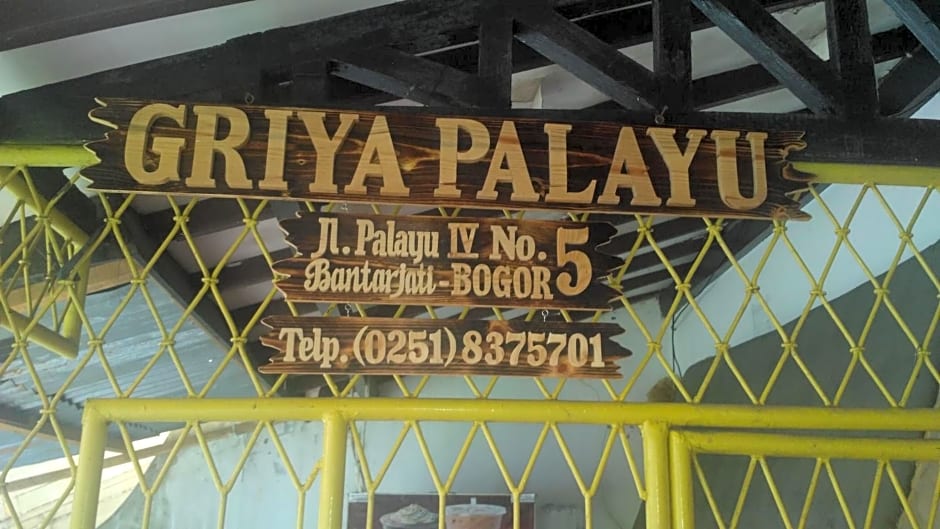 GRIYA PALAYU
Jl. Palayu IV No. 5
Bantarjati - BOGOR
Telp. (0251) 8375701